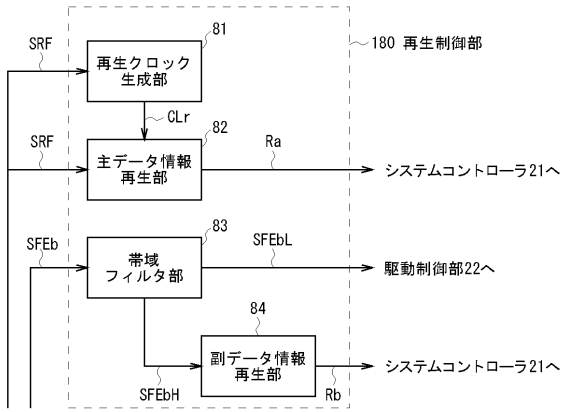 81
SRF
再生クロック
生成部
180 再生制御部
CLr
82
SRF
主データ情報
再生部
Ra
システムコントローラ21へ
83
SFEb
帯域
フィルタ部
SFEbL
駆動制御部22へ
84
副データ情報
再生部
SFEbH
Rb
システムコントローラ21へ